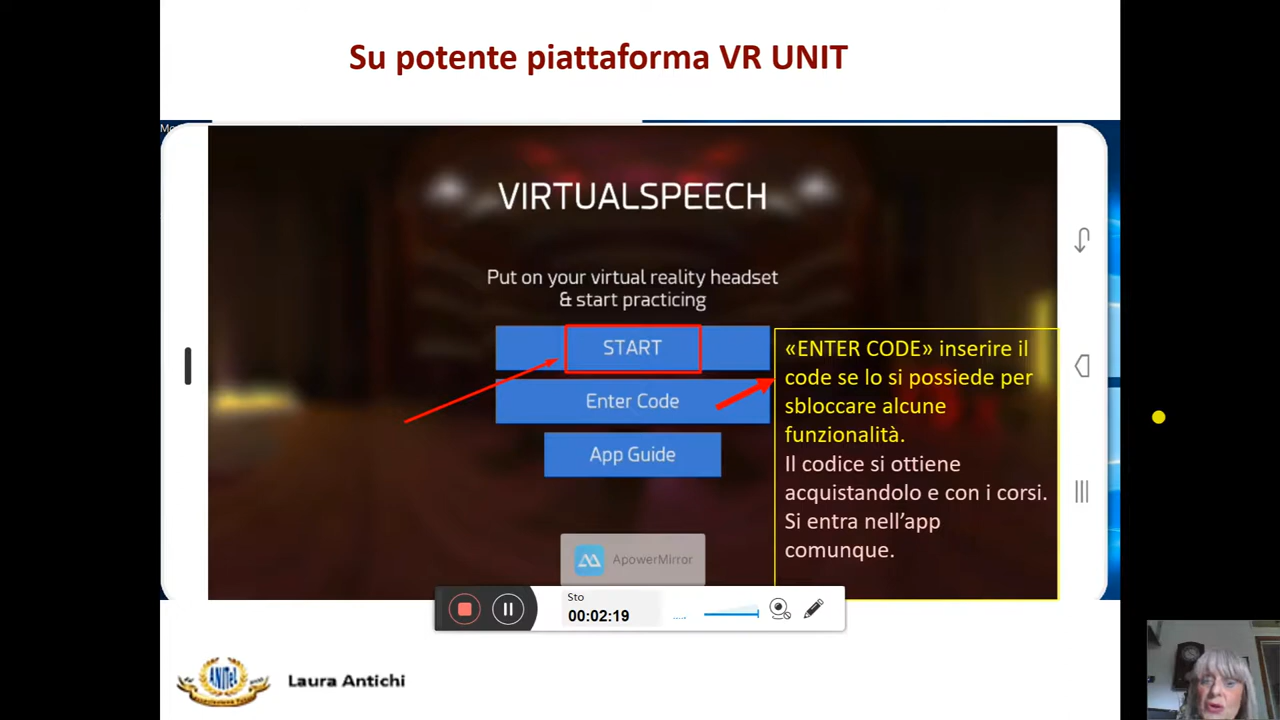 Su potente piattaforma VR UNIT
VIRTUALSPEECH
Put on your virtual reality headset
& start practicing
START
Enter Code
App Guide
«ENTER CODE» inserire il
code se lo si possiede per
sbloccare alcune
funzionalità.
Il codice si ottiene
acquistandolo e con i corsi.
Si entra nell’app
comunque.
ApowerMirror
Sto
00:02:19
ANITeL
Laura Antichi